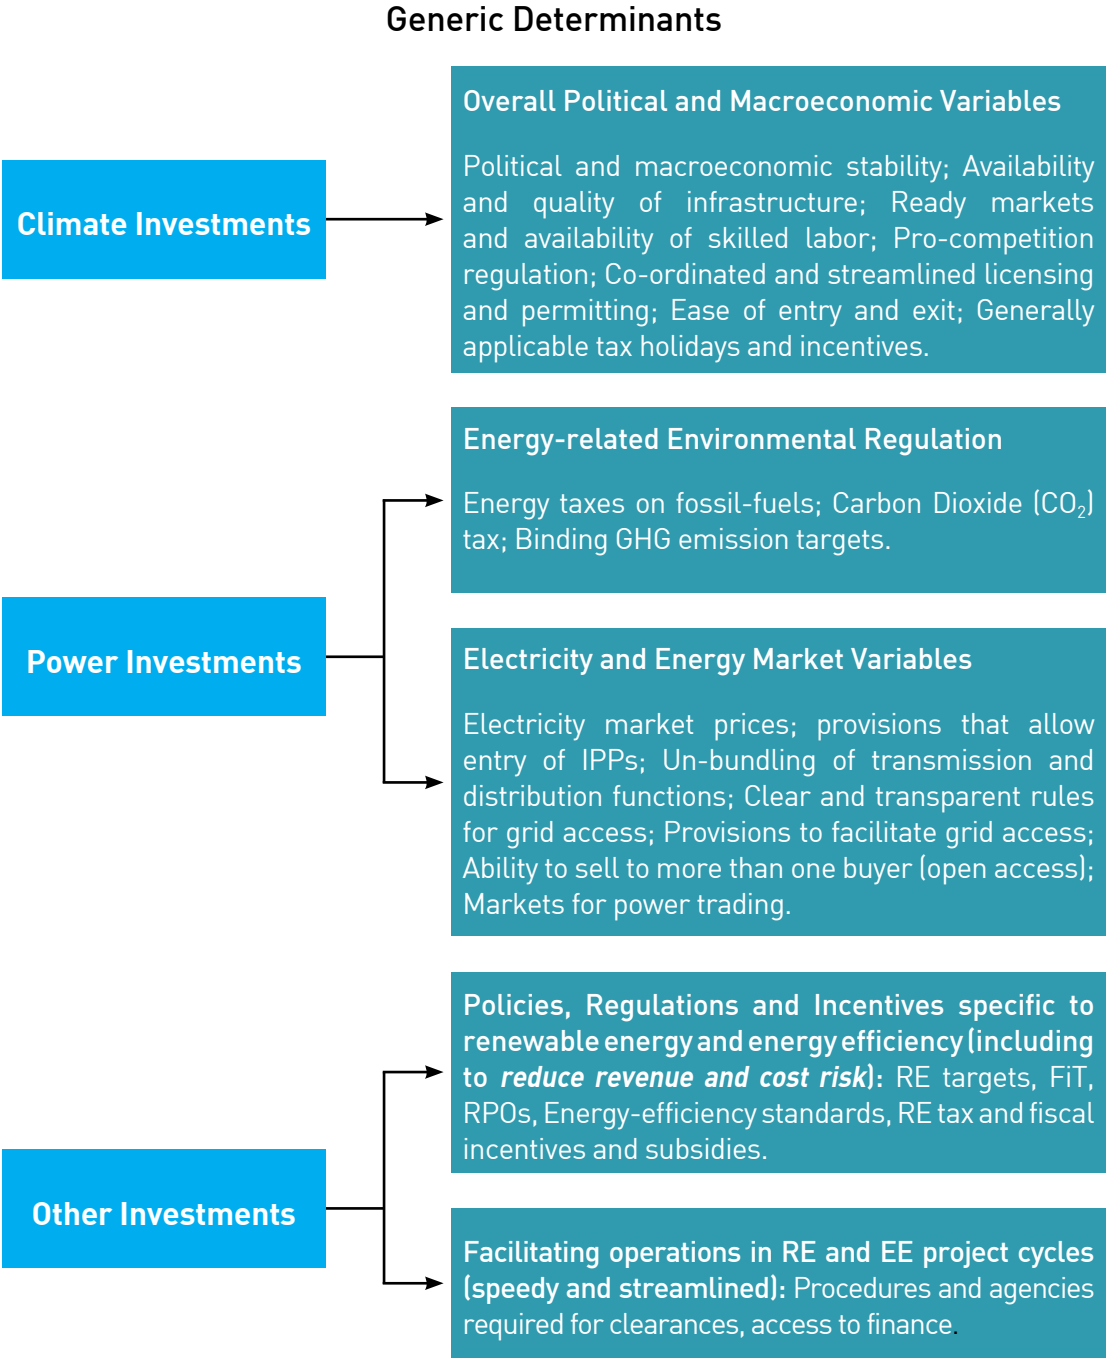 Generic Determinants
Climate Investments
Overall Political and Macroeconomic Variables
Political and macroeconomic stability; Availability
and quality of infrastructure; Ready markets
and availability of skilled labor; Pro-competition
regulation; Co-ordinated and streamlined licensing
and permitting; Ease of entry and exit; Generally
applicable tax holidays and incentives.
Power Investments
Energy-related Environmental Regulation
Energy taxes on fossil-fuels; Carbon Dioxide (CO₂)
tax; Binding GHG emission targets.
Electricity and Energy Market Variables
Electricity market prices; provisions that allow
entry of IPPs; Un-bundling of transmission and
distribution functions; Clear and transparent rules
for grid access; Provisions to facilitate grid access;
Ability to sell to more than one buyer (open access);
Markets for power trading.
Other Investments
Policies, Regulations and Incentives specific to
renewable energy and energy efficiency (including
to reduce revenue and cost risk): RE targets, FiT,
RPOs, Energy-efficiency standards, RE tax and fiscal
incentives and subsidies.
Facilitating operations in RE and EE project cycles
(speedy and streamlined): Procedures and agencies
required for clearances, access to finance.